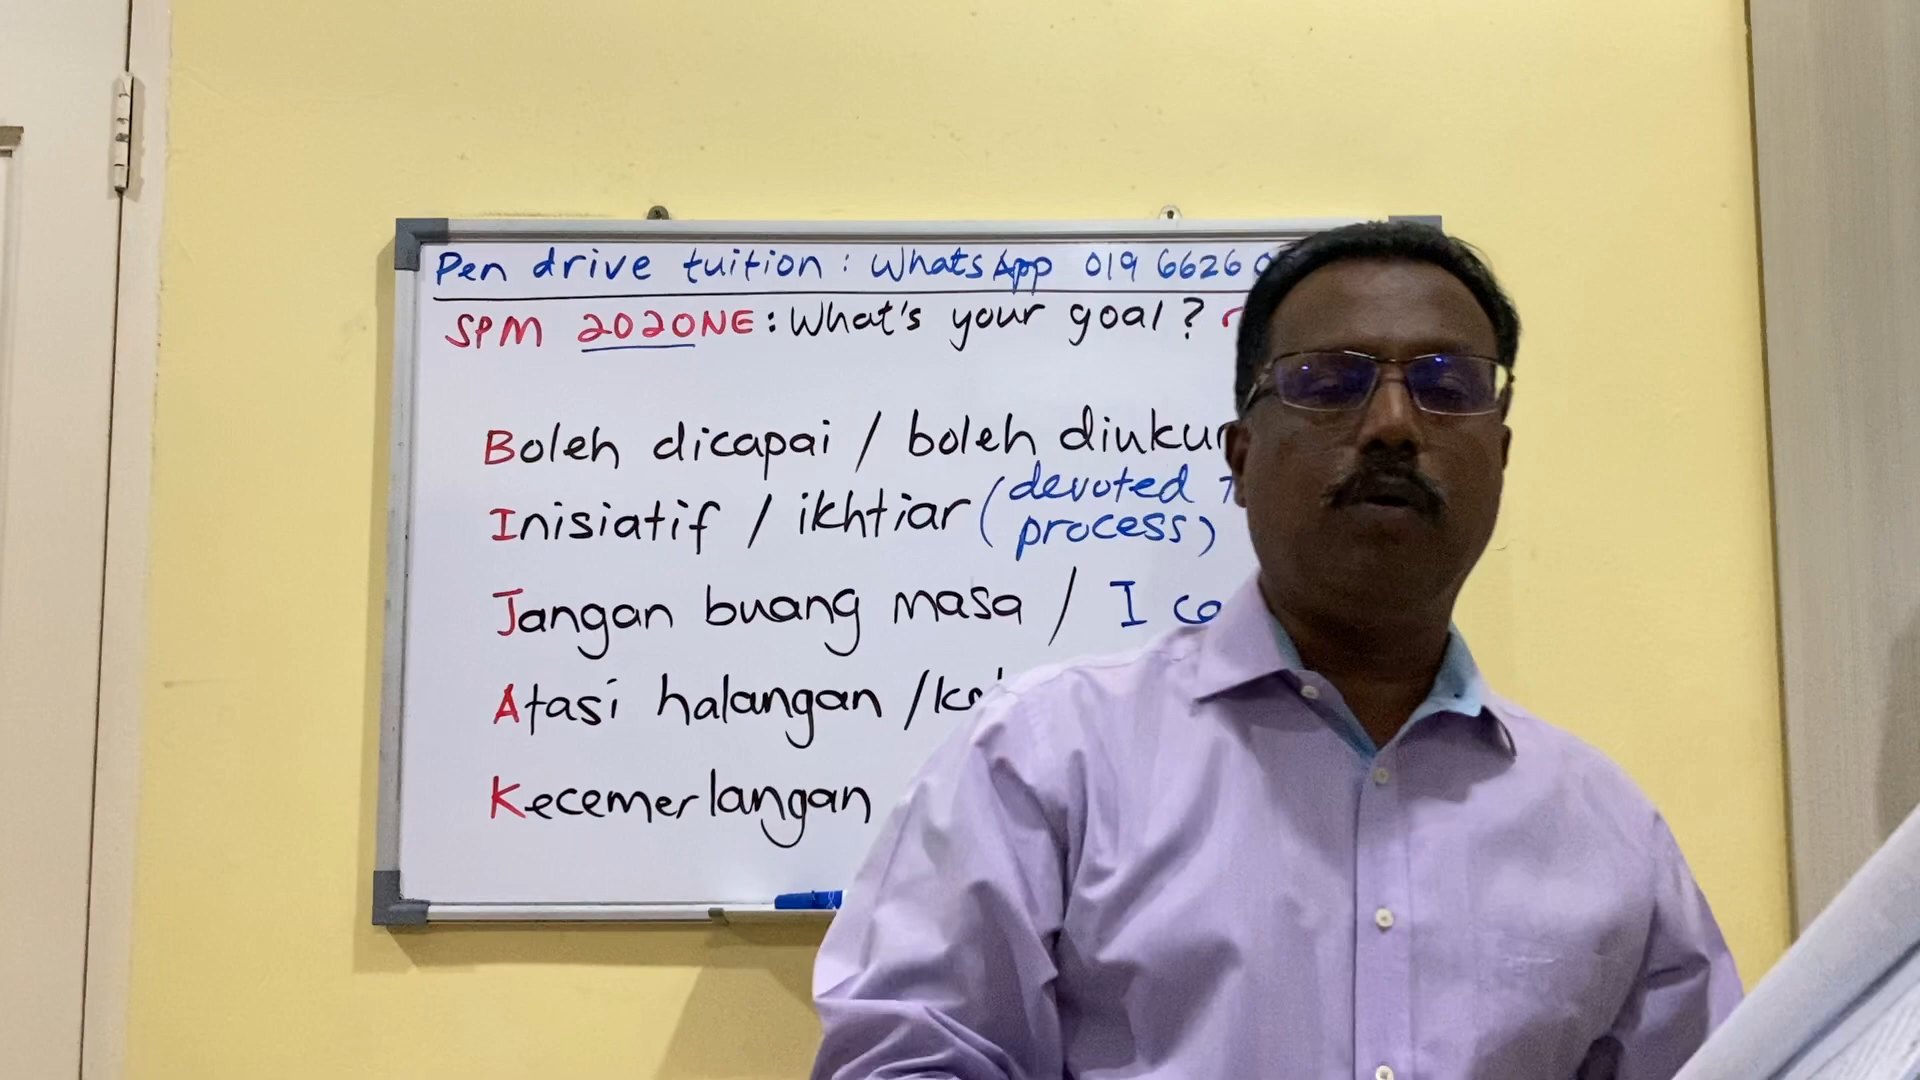 Pen drive tuition : WhatsApp 019 6626
SPM 2020NE : What's your goal ?
Boleh dicapai / boleh diukur
Inisiatif / ikhtiar (devoted
process)
Jangan buang masa / I co
Atasi halangan /
Kecemerlangan